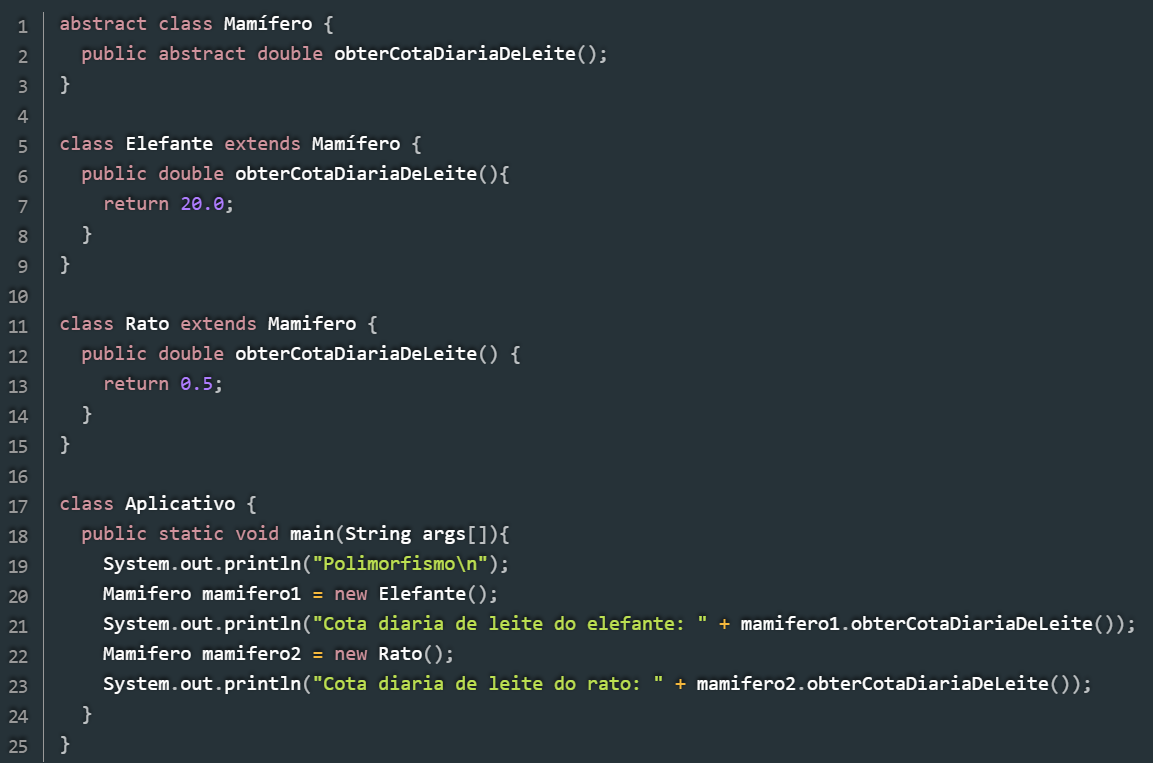 1 abstract class Mamífero {
2   public abstract double obterCotaDiariaDeLeite();
3 }
4
5 class Elefante extends Mamífero {
6   public double obterCotaDiariaDeLeite(){
7     return 20.0;
8   }
9 }
10
11 class Rato extends Mamifero {
12   public double obterCotaDiariaDeLeite() {
13     return 0.5;
14   }
15 }
16
17 class Aplicativo {
18   public static void main(String args[]){
19     System.out.println("Polimorfismo\n");
20     Mamifero mamifero1 = new Elefante();
21     System.out.println("Cota diaria de leite do elefante: " + mamifero1.obterCotaDiariaDeLeite());
22     Mamifero mamifero2 = new Rato();
23     System.out.println("Cota diaria de leite do rato: " + mamifero2.obterCotaDiariaDeLeite());
24   }
25 }